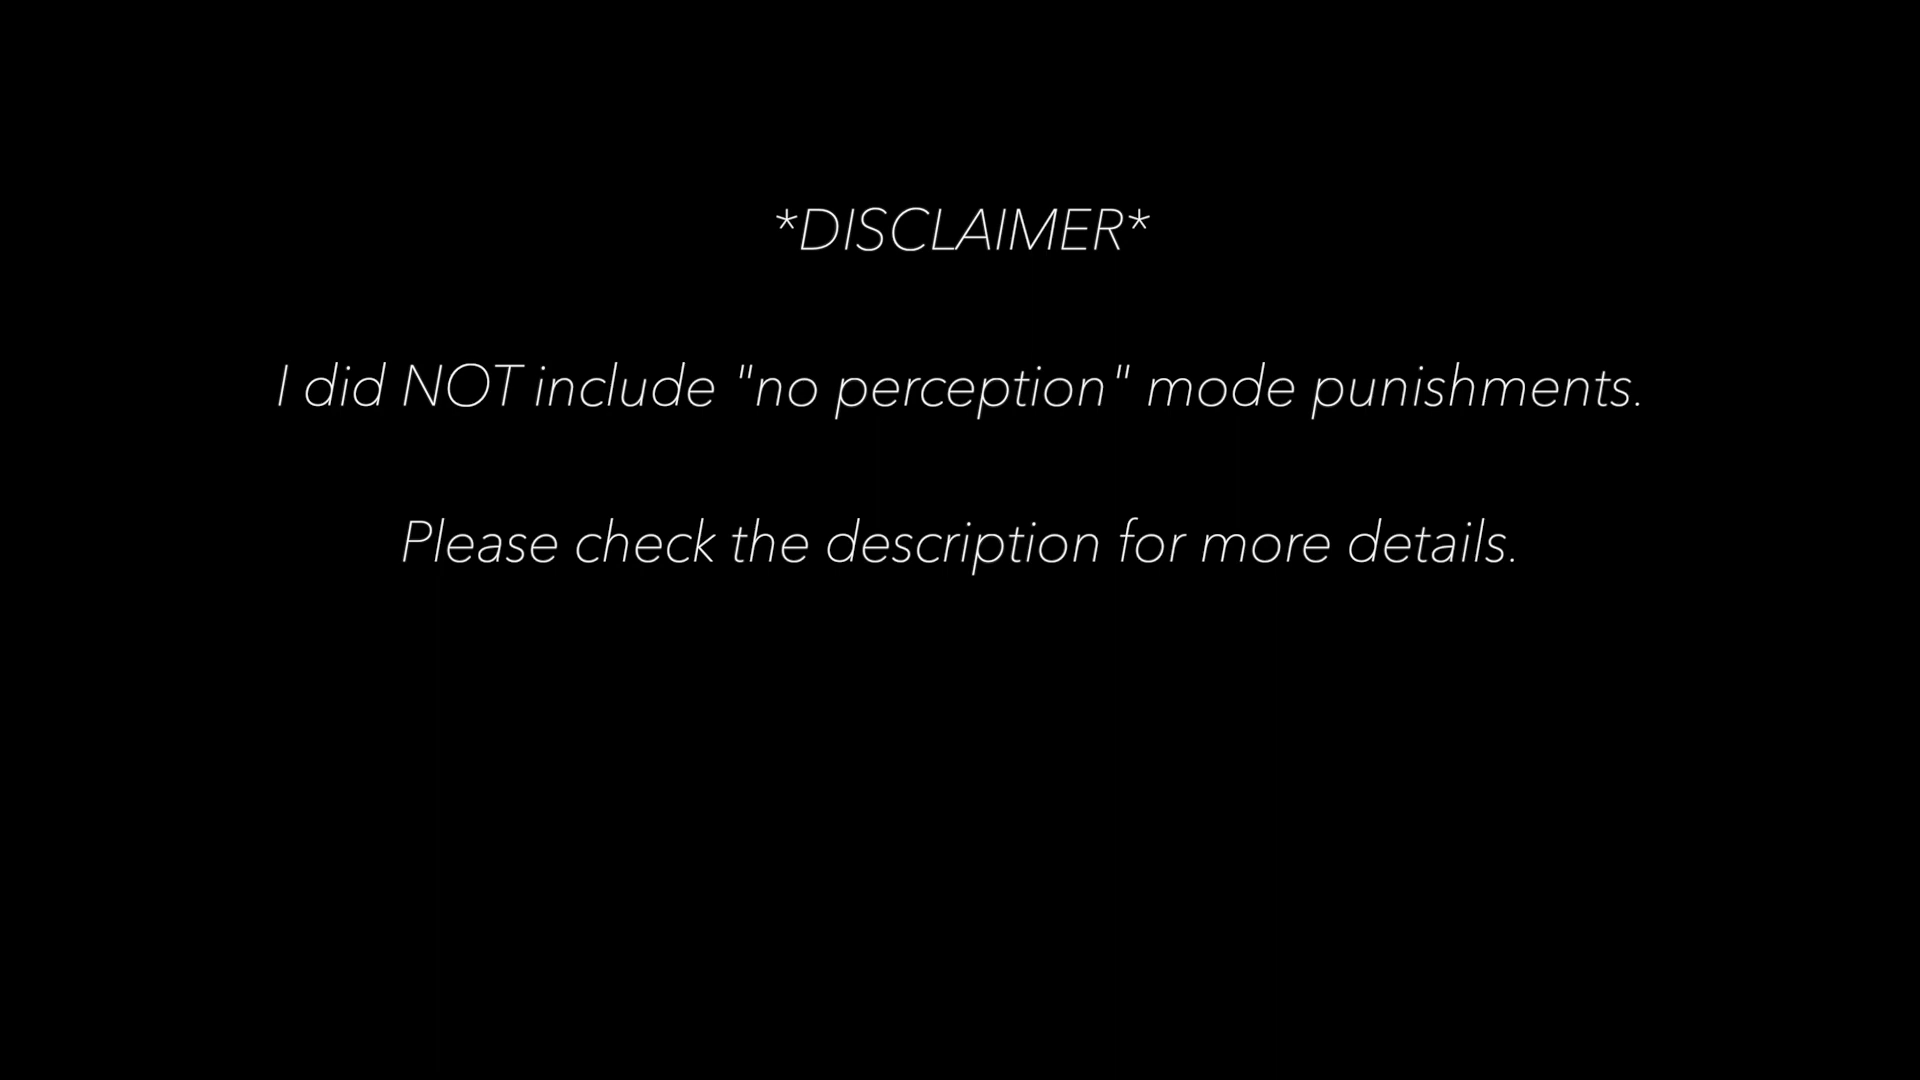 *DISCLAIMER*
I did NOT include "no perception" mode punishments.
Please check the description for more details.